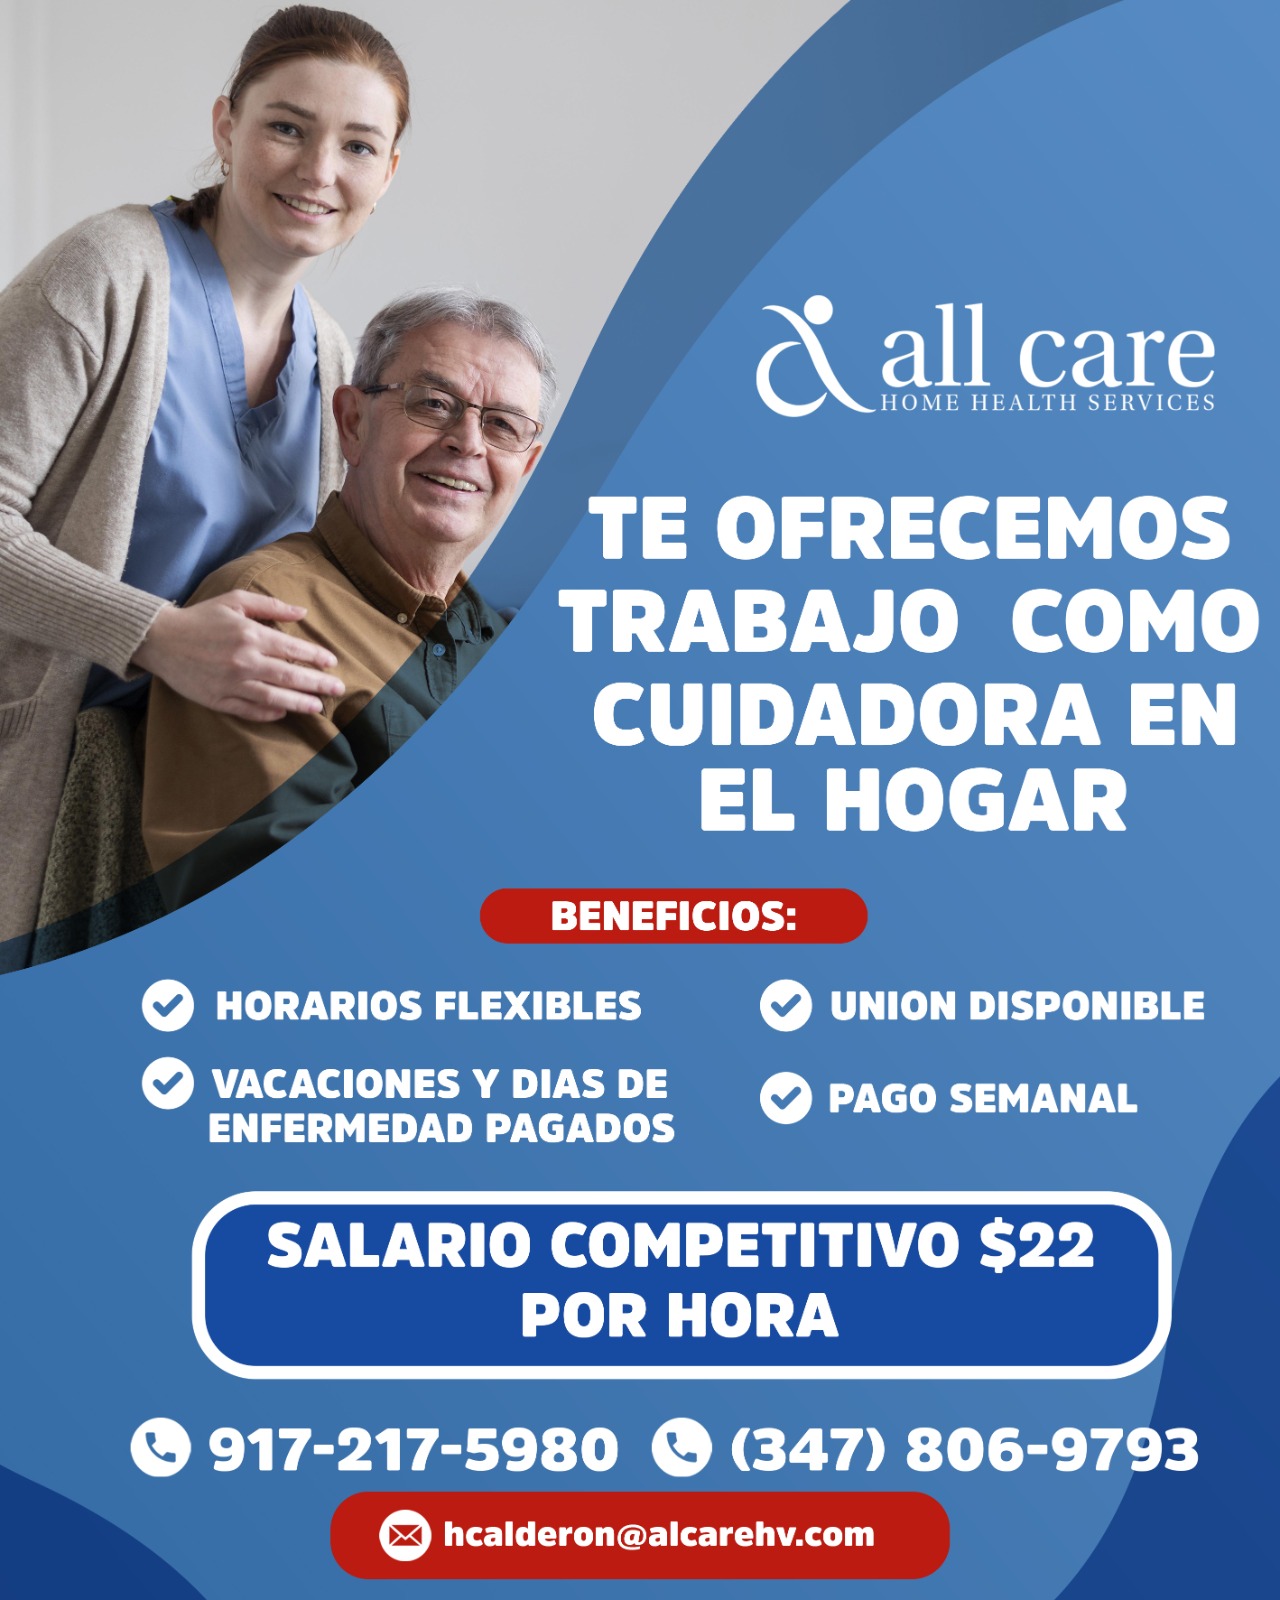 all care
HOME HEALTH SERVICES
TE OFRECEMOS
TRABAJO COMO
CUIDADORA EN
EL HOGAR
BENEFICIOS:
HORARIOS FLEXIBLES
VACACIONES Y DIAS DE
ENFERMEDAD PAGADOS
UNION DISPONIBLE
PAGO SEMANAL
SALARIO COMPETITIVO $22
POR HORA
917-217-5980 (347) 806-9793
hcalderon@alcarehv.com